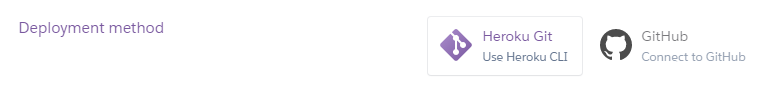 Deployment method
Heroku Git
Use Heroku CLI
GitHub
Connect to GitHub